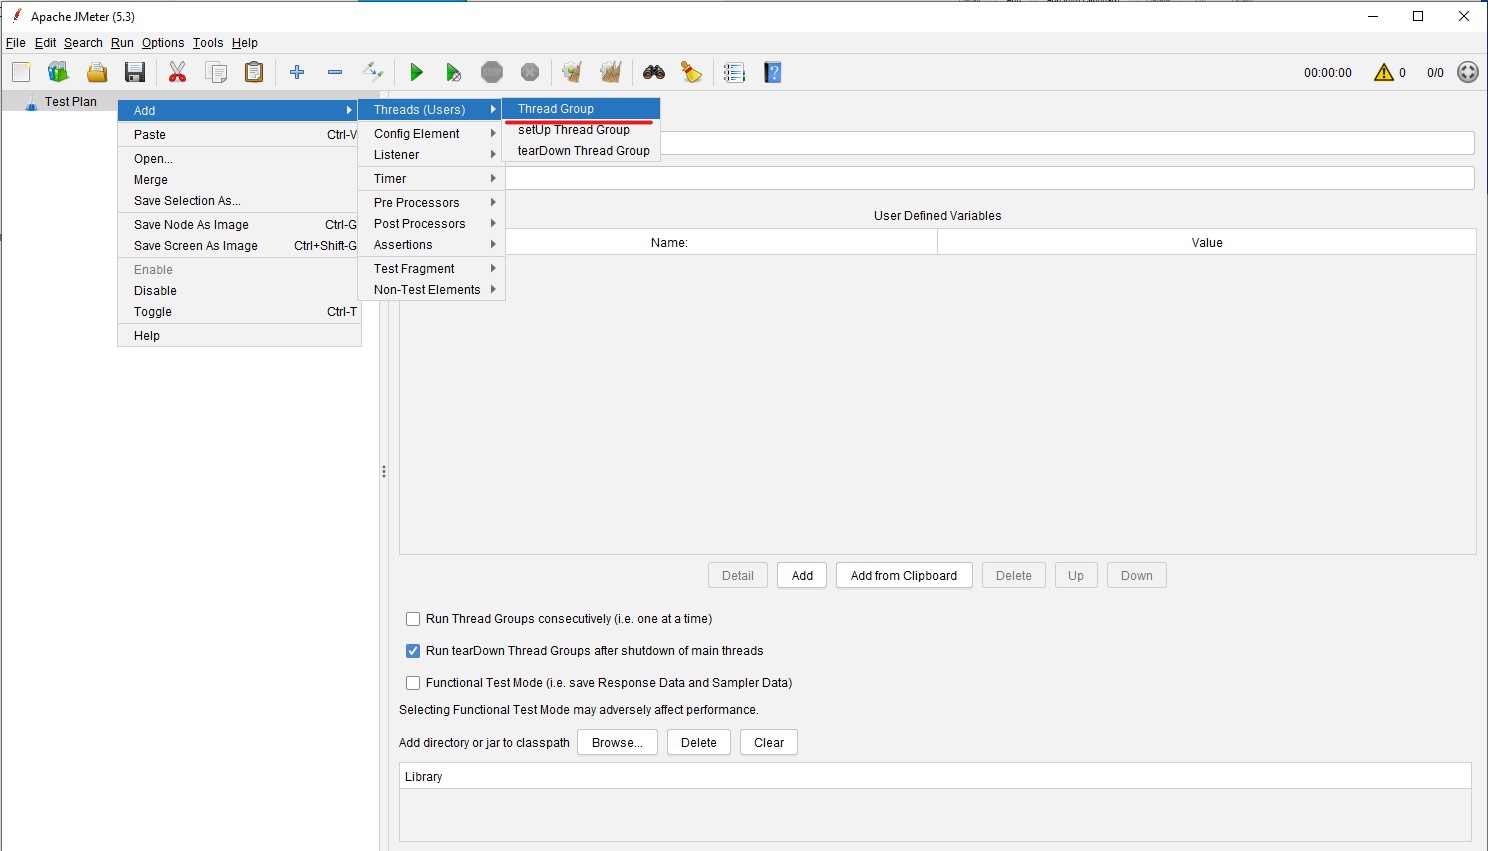 Apache JMeter (5.3)
File Edit Search Run Options Tools Help
00:00:00 0 0/0
Test Plan
Add
Paste Ctrl-V
Open...
Merge
Save Selection As...
Save Node As Image Ctrl-G
Save Screen As Image Ctrl+Shift-G
Enable
Disable
Toggle Ctrl-T
Help
Threads (Users)
Config Element
Listener
Timer
Pre Processors
Post Processors
Assertions
Test Fragment
Non-Test Elements
Thread Group
setUp Thread Group
tearDown Thread Group
User Defined Variables
Name: Value
Detail Add Add from Clipboard Delete Up Down
Run Thread Groups consecutively (i.e. one at a time)
Run tearDown Thread Groups after shutdown of main threads
Functional Test Mode (i.e. save Response Data and Sampler Data)
Selecting Functional Test Mode may adversely affect performance.
Add directory or jar to classpath Browse... Delete Clear
Library